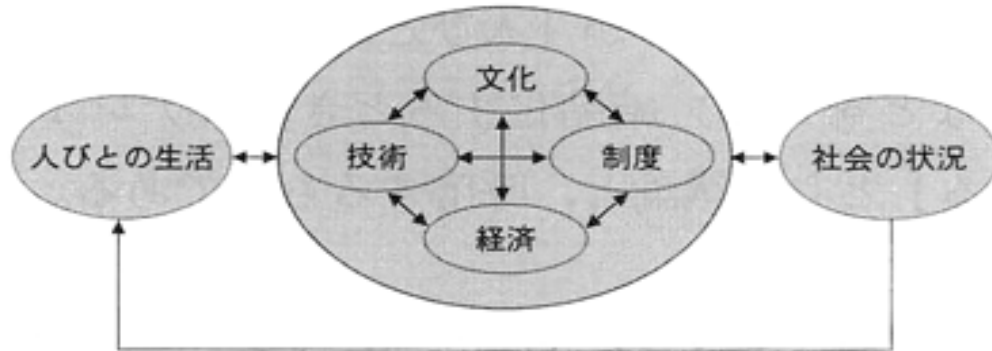 文化
人びとの生活
技術
制度
社会の状況
経済